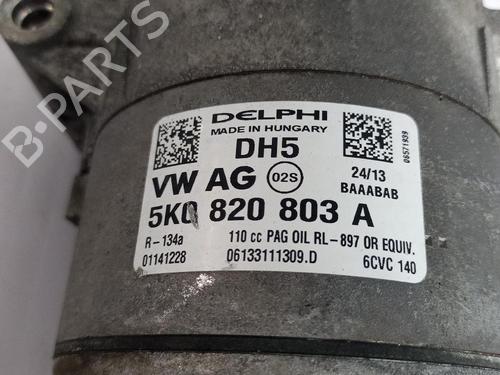 DELPHI
MADE IN HUNGARY
DH5
06571939
VW AG 02S
24/13
BAAABAB
5K0 820 803 A
R-134a 110 cc PAG OIL RL-897 OR EQUIV.
01141228 06133111309.D 6CVC 140
B-Parts